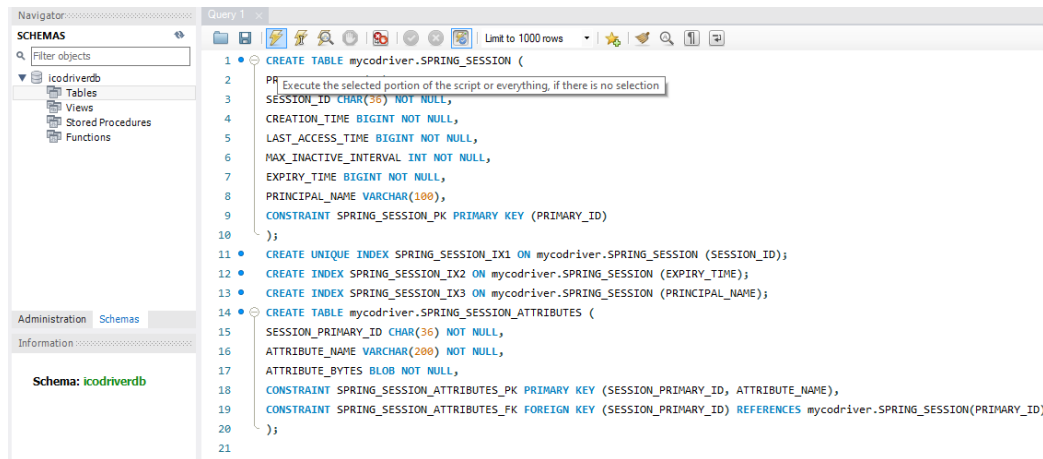 Navigator
SCHEMAS
Filter objects
icodriverdb
Tables
Views
Stored Procedures
Functions
Administration Schemas
Information
Schema: icodriverdb
Query 1
Limit to 1000 rows
1 CREATE TABLE mycodriver.SPRING_SESSION (
2 PR
Execute the selected portion of the script or everything, if there is no selection
3 SESSION_ID CHAR(36) NOT NULL,
4 CREATION_TIME BIGINT NOT NULL,
5 LAST_ACCESS_TIME BIGINT NOT NULL,
6 MAX_INACTIVE_INTERVAL INT NOT NULL,
7 EXPIRY_TIME BIGINT NOT NULL,
8 PRINCIPAL_NAME VARCHAR(100),
9 CONSTRAINT SPRING_SESSION_PK PRIMARY KEY (PRIMARY_ID)
10 );
11 CREATE UNIQUE INDEX SPRING_SESSION_IX1 ON mycodriver.SPRING_SESSION (SESSION_ID);
12 CREATE INDEX SPRING_SESSION_IX2 ON mycodriver.SPRING_SESSION (EXPIRY_TIME);
13 CREATE INDEX SPRING_SESSION_IX3 ON mycodriver.SPRING_SESSION (PRINCIPAL_NAME);
14 CREATE TABLE mycodriver.SPRING_SESSION_ATTRIBUTES (
15 SESSION_PRIMARY_ID CHAR(36) NOT NULL,
16 ATTRIBUTE_NAME VARCHAR(200) NOT NULL,
17 ATTRIBUTE_BYTES BLOB NOT NULL,
18 CONSTRAINT SPRING_SESSION_ATTRIBUTES_PK PRIMARY KEY (SESSION_PRIMARY_ID, ATTRIBUTE_NAME),
19 CONSTRAINT SPRING_SESSION_ATTRIBUTES_FK FOREIGN KEY (SESSION_PRIMARY_ID) REFERENCES mycodriver.SPRING_SESSION(PRIMARY_ID)
20 );
21